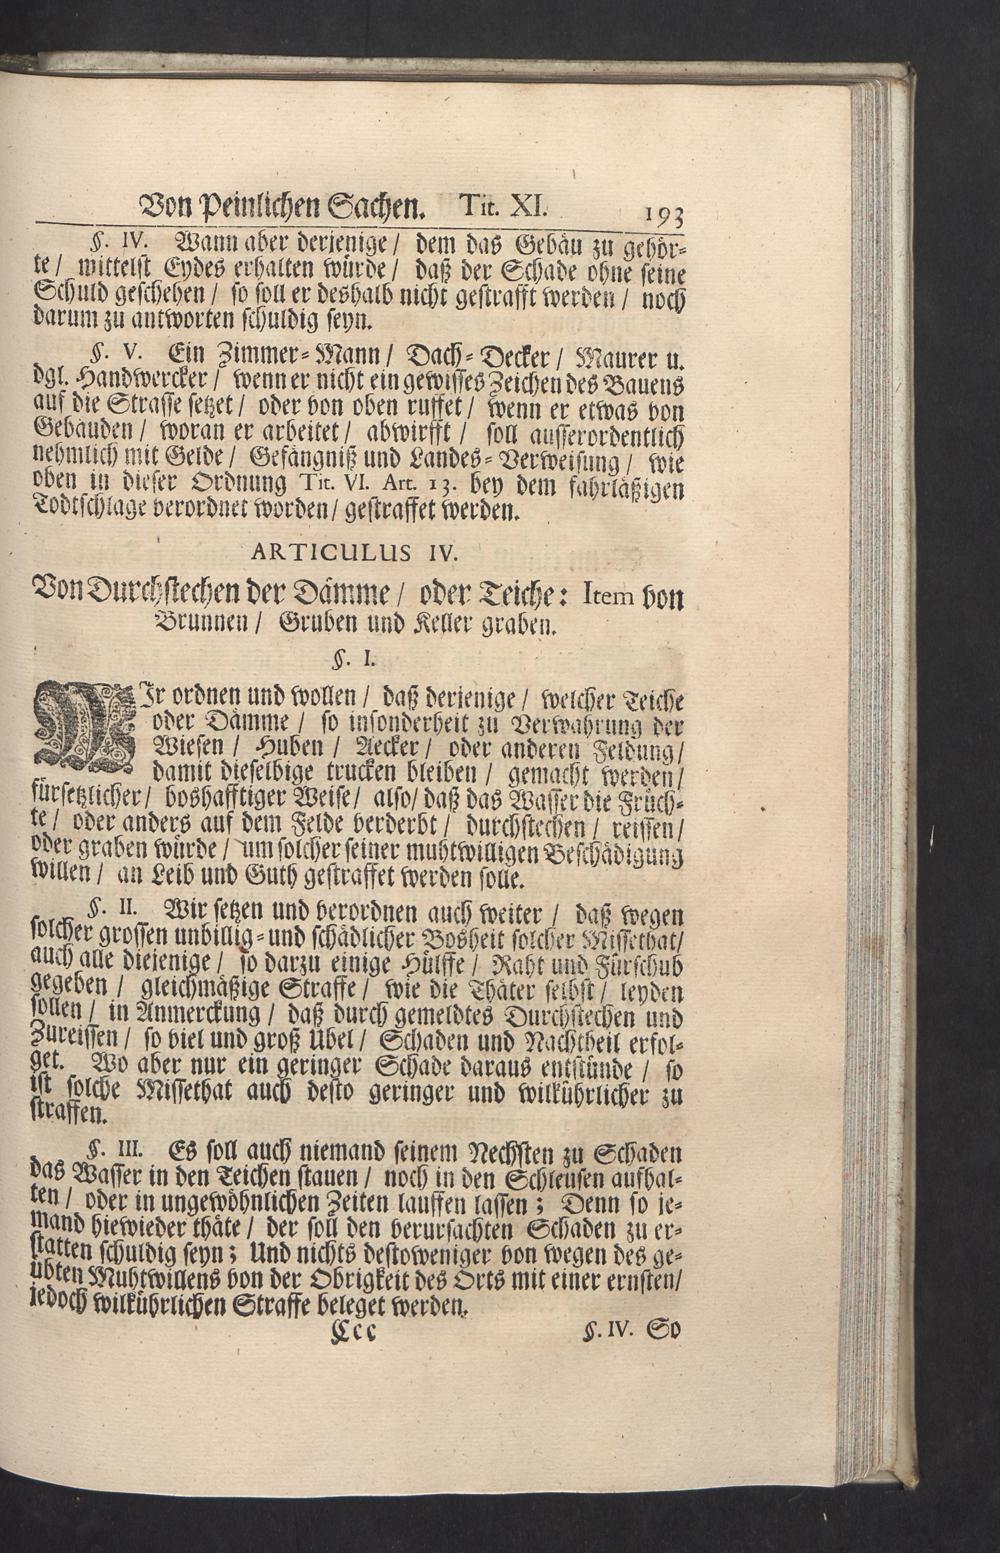 Von Peinlichen Sachen. Tit. XI. 193
§. IV. Wann aber derjenige / dem das Gebäu zu gehör-
te / mittelst Eydes erhalten würde / daß der Schade ohne seine
Schuld geschehen / so soll er deshalb nicht gestrafft werden / noch
darum zu antworten schuldig seyn.
§. V. Ein Zimmer-Mann / Dach-Decker / Maurer u.
dgl. Handwercker / wenn er nicht ein gewisses Zeichen des Bauens
auf die Strasse setzet / oder von oben ruffet / wenn er etwas von
Gebäuden / woran er arbeitet / abwirfft / soll ausserordentlich
nehmlich mit Gelde / Gefängniß und Landes-Verweisung / wie
oben in dieser Ordnung Tit. VI. Art. 13. bey dem fahrläßigen
Todtschlage verordnet worden / gestraffet werden.
ARTICULUS IV.
Von Durchstechen der Dämme / oder Teiche: Item von
Brunnen / Gruben und Keller graben.
§. I.
WIr ordnen und wollen / daß derjenige / welcher Teiche
oder Dämme / so insonderheit zu Verwahrung der
Wiesen / Huben / Aecker / oder anderen Feldung /
damit dieselbige trucken bleiben / gemacht werden /
fürsetzlicher / boshafftiger Weise / also / daß das Wasser die Früch-
te / oder anders auf dem Felde verderbt / durchstechen / reissen /
oder graben würde / um solcher seiner muhtwilligen Beschädigung
willen / an Leib und Guth gestraffet werden solle.
§. II. Wir setzen und verordnen auch weiter / daß wegen
solcher grossen unbillig-und schädlicher Bosheit solcher Missethat /
auch alle diejenige / so darzu einige Hülffe / Raht und Fürschub
gegeben / gleichmäßige Straffe / wie die Thäter selbst / leyden
sollen / in Anmerckung / daß durch gemeldtes Durchstechen und
Zureissen / so viel und groß Ubel / Schaden und Nachtheil erfol-
get. Wo aber nur ein geringer Schade daraus entstünde / so
ist solche Missethat auch desto geringer und wilkührlicher zu
straffen.
§. III. Es soll auch niemand seinem Nechsten zu Schaden
das Wasser in den Teichen stauen / noch in den Schleusen aufhal-
ten / oder in ungewöhnlichen Zeiten lauffen lassen; Denn so je-
mand hiewieder thäte / der soll den verursachten Schaden zu er-
statten schuldig seyn; Und nichts destoweniger von wegen des ge-
übten Muhtwillens von der Obrigkeit des Orts mit einer ernsten /
jedoch wilkührlichen Straffe beleget werden.
Ccc §. IV. So